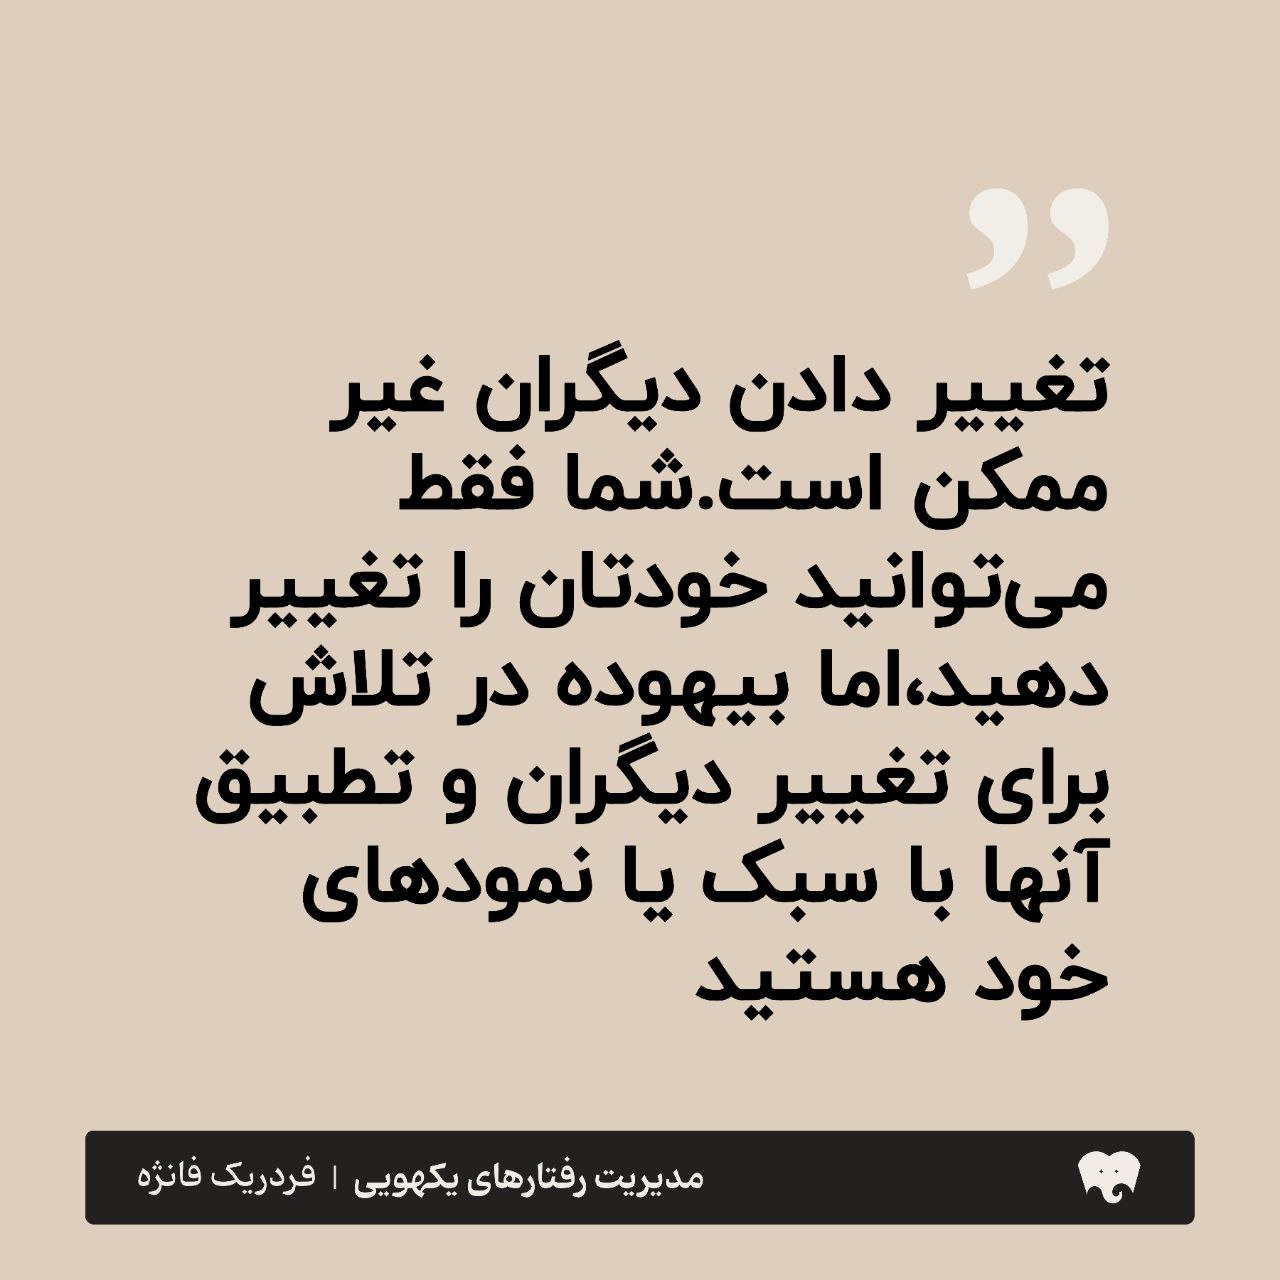 تغییر دادن دیگران غیر
ممکن است.شما فقط
می‌توانید خودتان را تغییر
دهید،اما بیهوده در تلاش
برای تغییر دیگران و تطبیق
آنها با سبک یا نمودهای
خود هستید
مدیریت رفتارهای یکهویی | فردریک فانژه